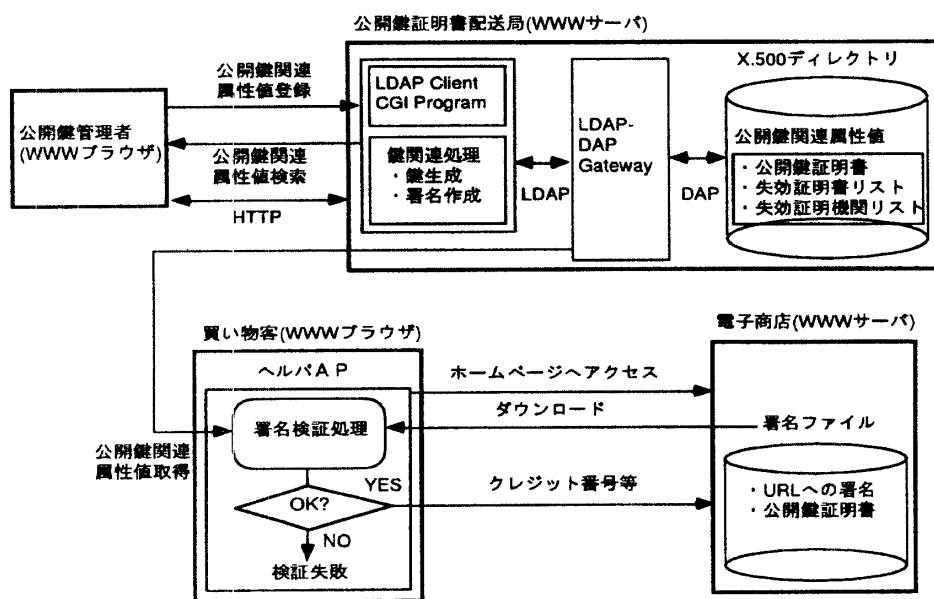 公開鍵証明書配送局(WWWサーバ)
公開鍵関連
属性値登録
公開鍵管理者
(WWWブラウザ)
公開鍵関連
属性値検索
HTTP
LDAP Client
CGI Program
鍵関連処理
・鍵生成
・署名作成
LDAP
LDAP-
DAP
Gateway
DAP
X.500ディレクトリ
公開鍵関連属性値
・公開鍵証明書
・失効証明書リスト
・失効証明機関リスト
買い物客(WWWブラウザ)
電子商店(WWWサーバ)
ヘルパAP
ホームページへアクセス
ダウンロード
署名検証処理
署名ファイル
公開鍵関連
属性値取得
YES
クレジット番号等
OK?
・URLへの署名
・公開鍵証明書
NO
検証失敗